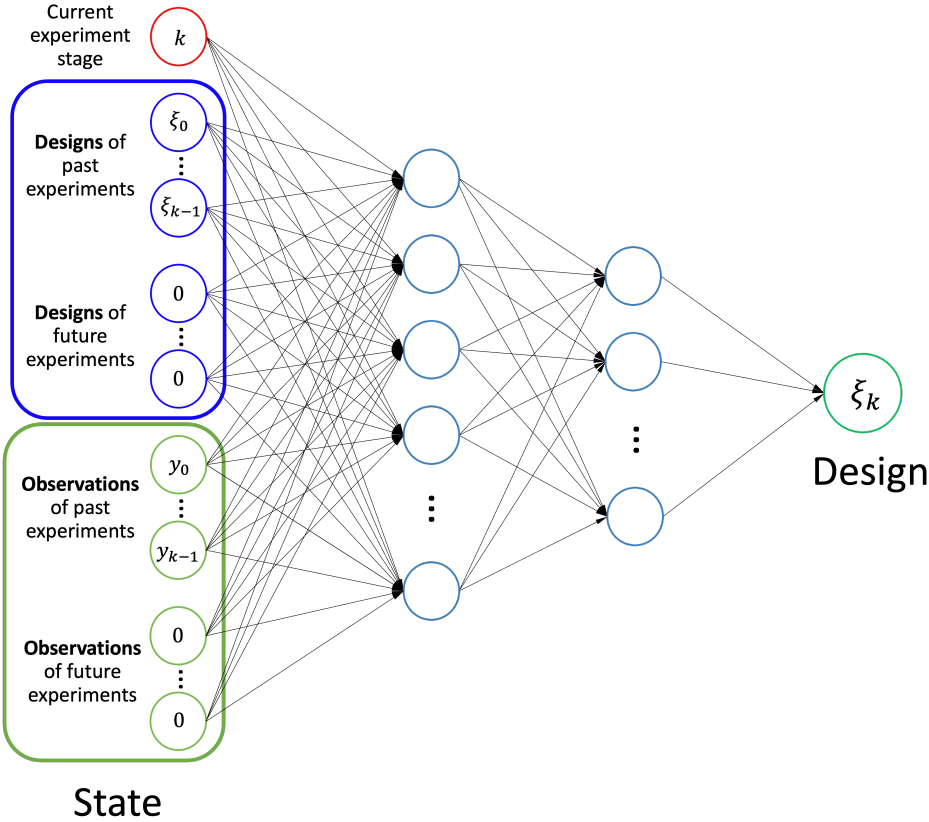 Current
experiment
stage
k
Designs of
past
experiments
ξ₀
⋮
ξₖ₋₁
Designs of
future
experiments
0
⋮
0
Observations
of past
experiments
y₀
⋮
yₖ₋₁
Observations
of future
experiments
0
⋮
0
State
⋮
⋮
ξₖ
Design